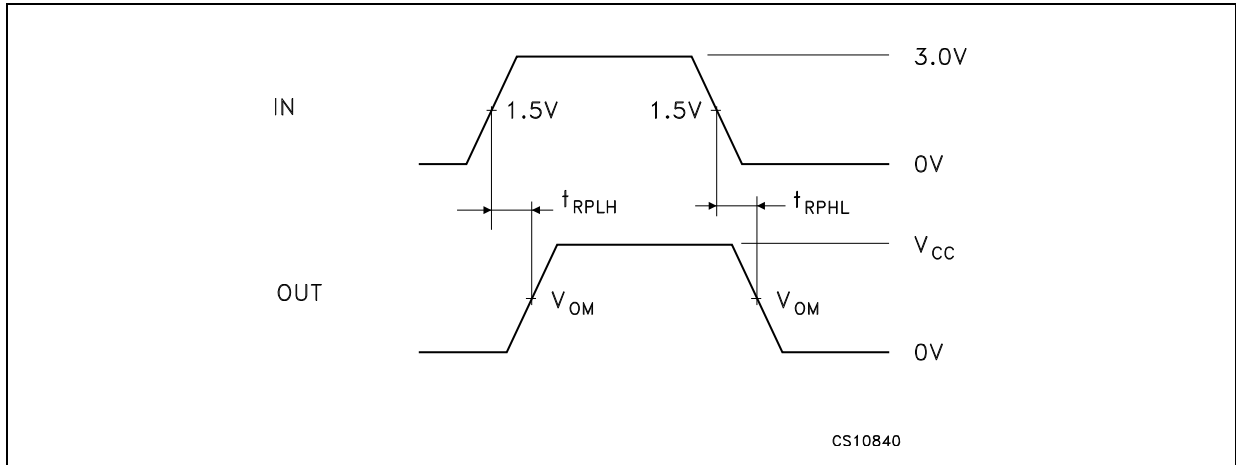 3.0V
IN 1.5V 1.5V
0V
tRPLH tRPHL
VCC
OUT VOM VOM
0V
CS10840